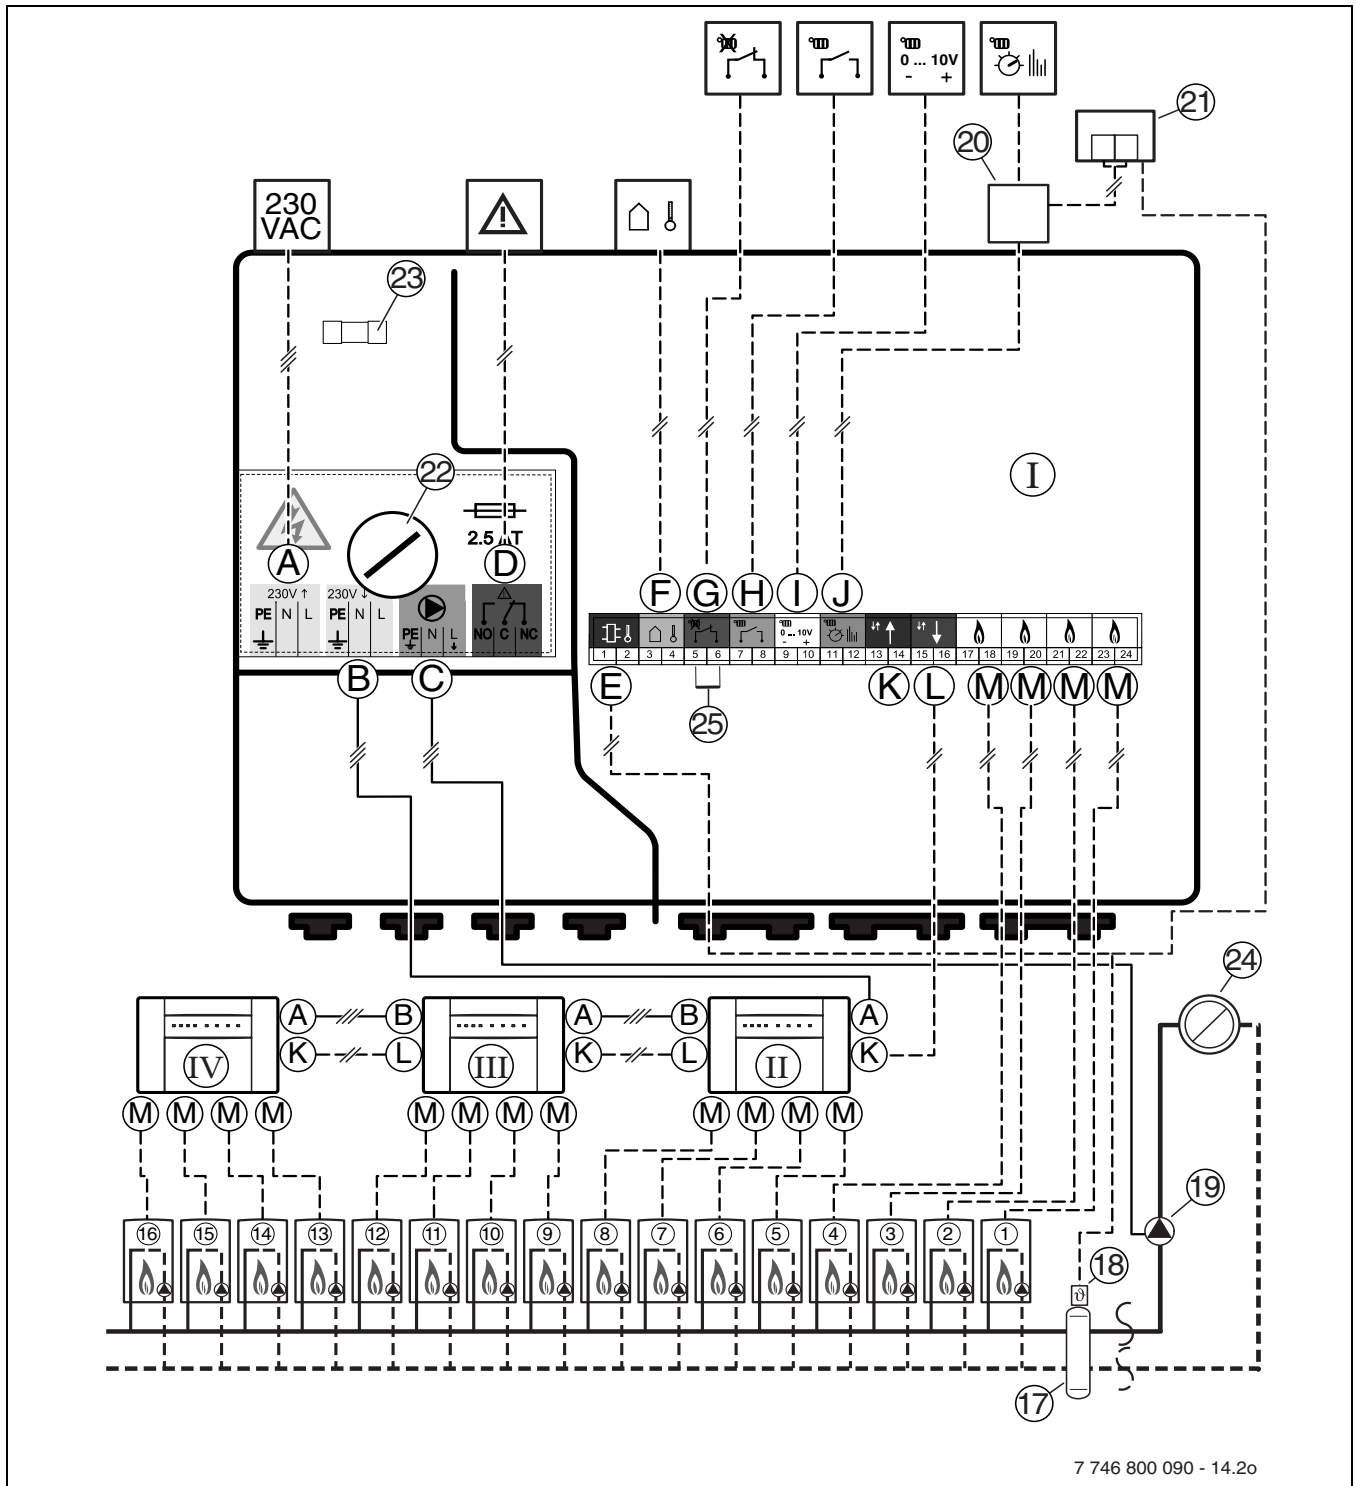 0 ... 10V
- +
21
20
230
VAC
23
I
22
2.5 AT
A
D
F
G
H
I
J
230V ↑
PE N L
230V ↓
PE N L
PE N L
NO C NC
0 ... 10V
- +
1 2 3 4 5 6 7 8 9 10 11 12 13 14 15 16 17 18 19 20 21 22 23 24
B
C
E
25
K
L
M M M M
24
IV
A
B
K
L
III
A
B
K
L
II
A
K
M M M M
M M M M
M M M M
19
16 15 14 13 12 11 10 9 8 7 6 5 4 3 2 1
18
ϑ
17
7 746 800 090 - 14.2o